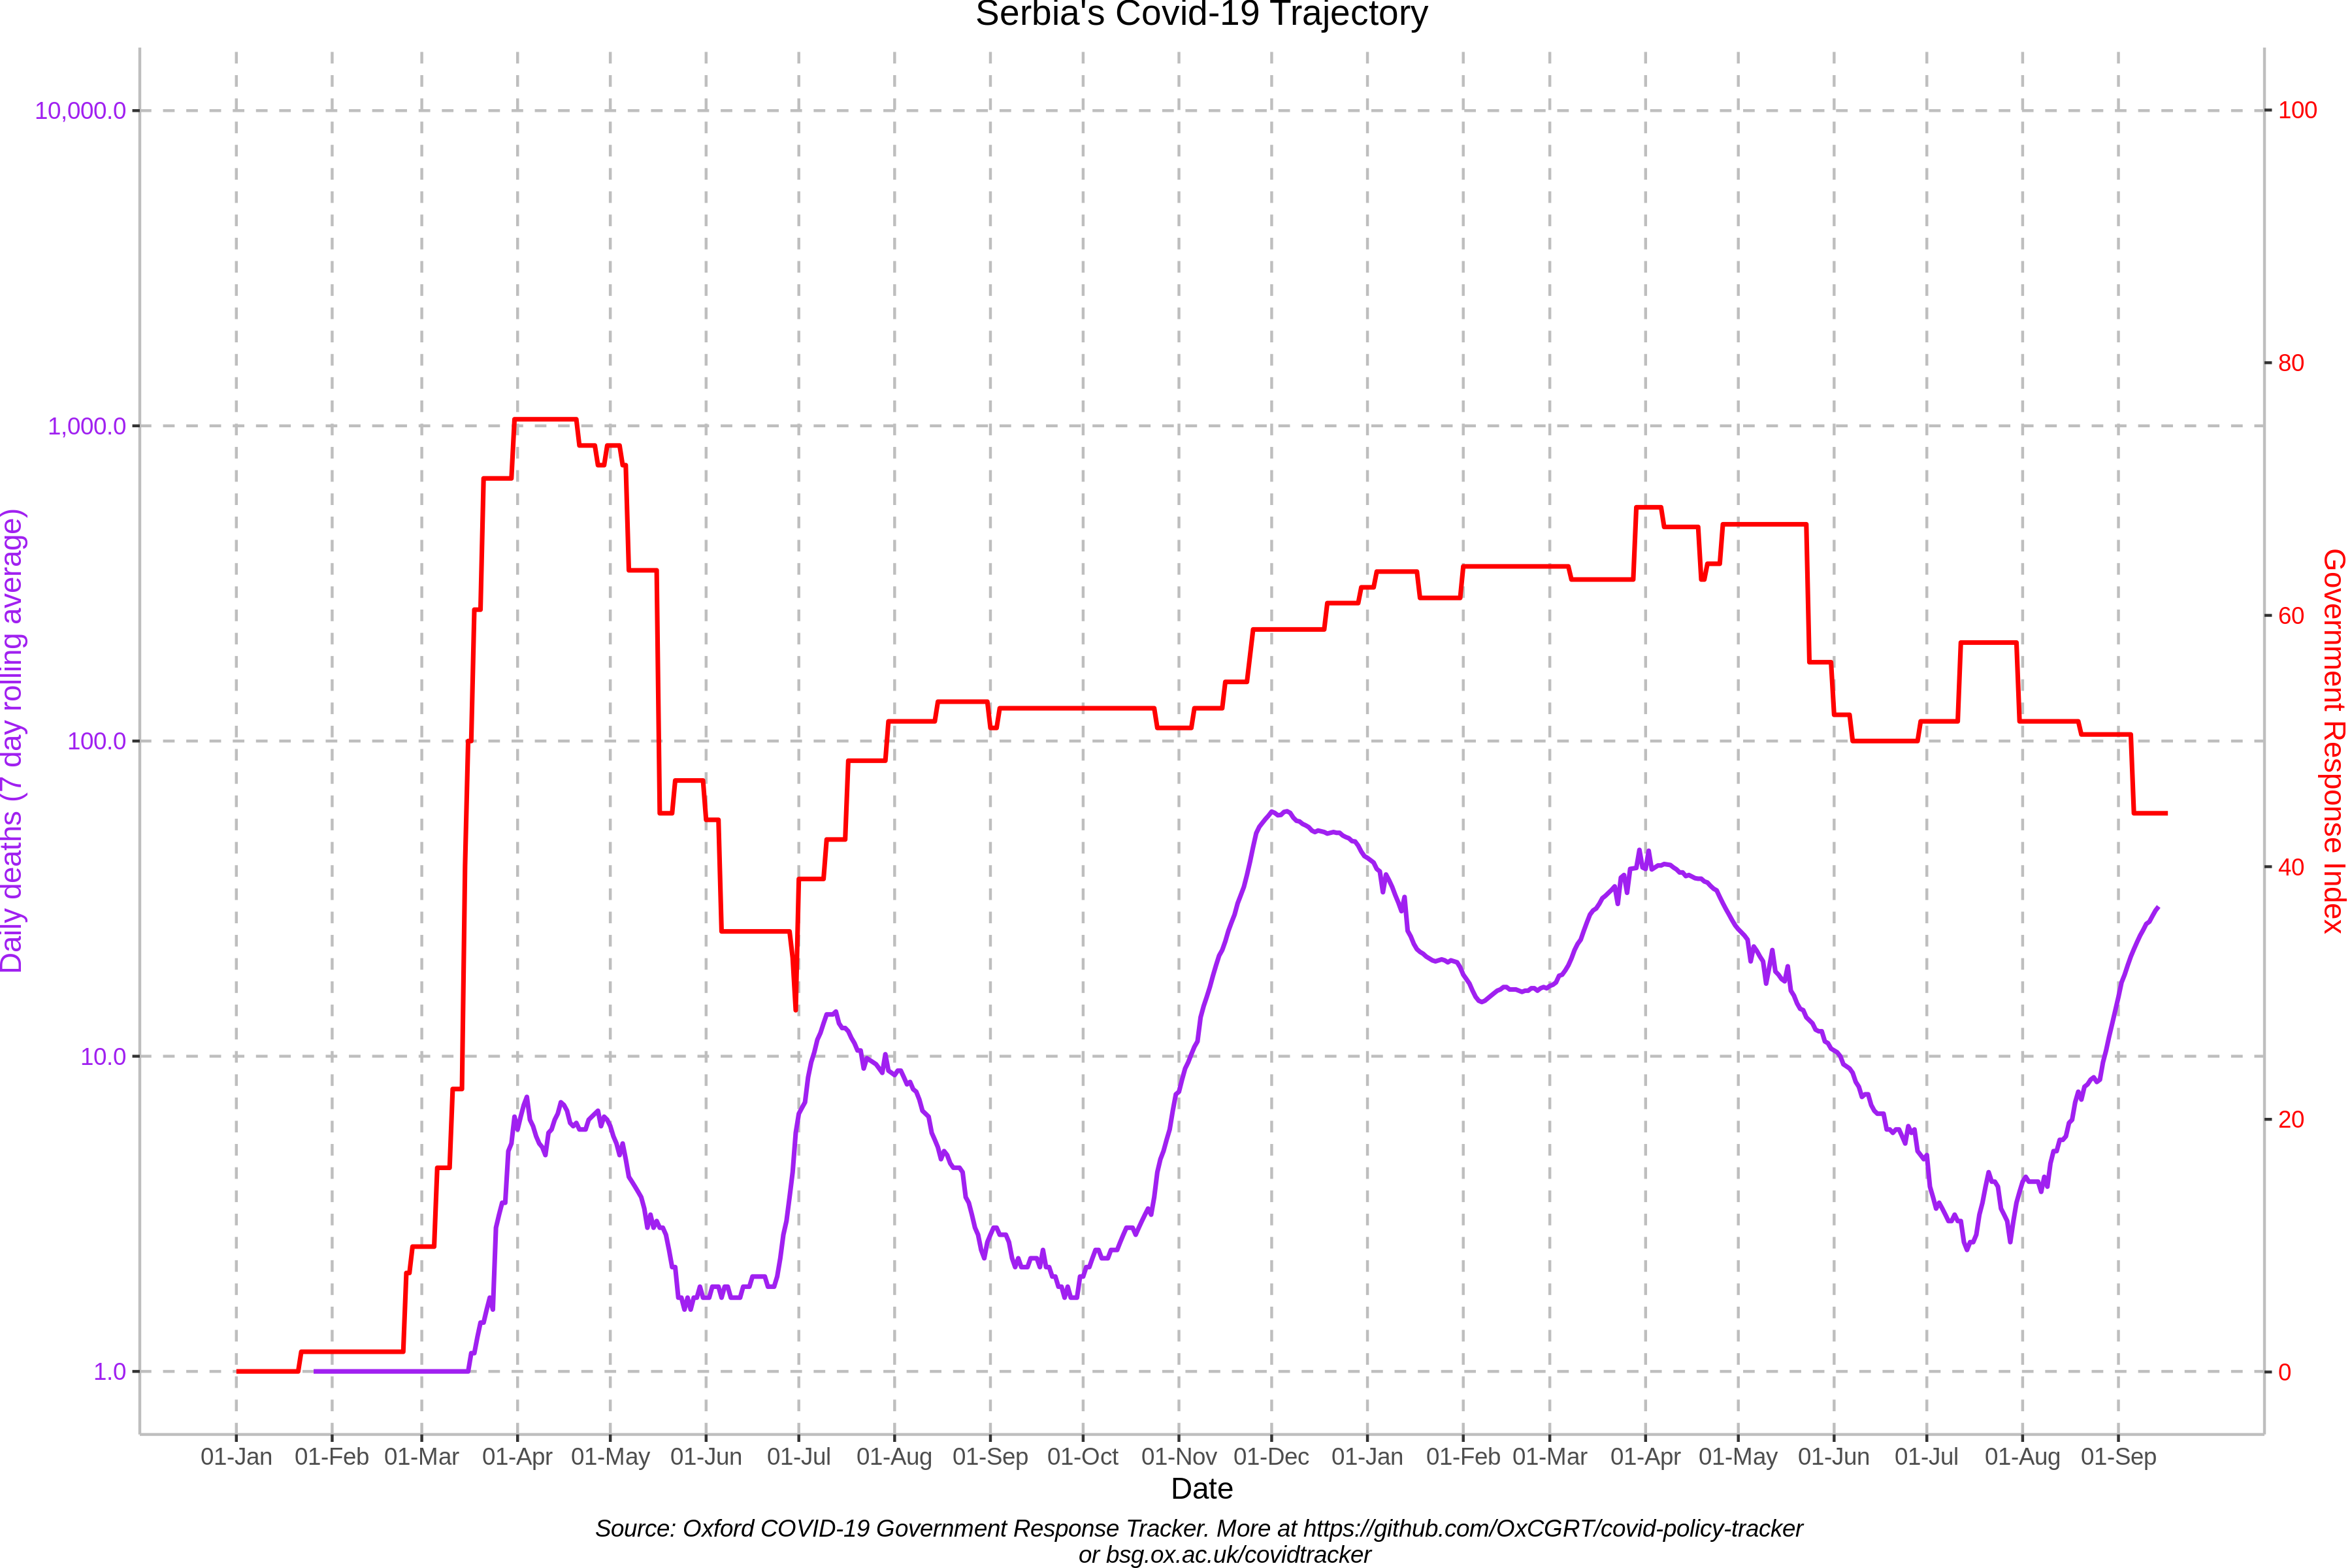 Serbia's Covid-19 Trajectory
10,000.0
1,000.0
100.0
10.0
1.0
Daily deaths (7 day rolling average)
100
80
60
40
20
0
Government Response Index
01-Jan 01-Feb 01-Mar 01-Apr 01-May 01-Jun 01-Jul 01-Aug 01-Sep 01-Oct 01-Nov 01-Dec 01-Jan 01-Feb 01-Mar 01-Apr 01-May 01-Jun 01-Jul 01-Aug 01-Sep
Date
Source: Oxford COVID-19 Government Response Tracker. More at https://github.com/OxCGRT/covid-policy-tracker
or bsg.ox.ac.uk/covidtracker